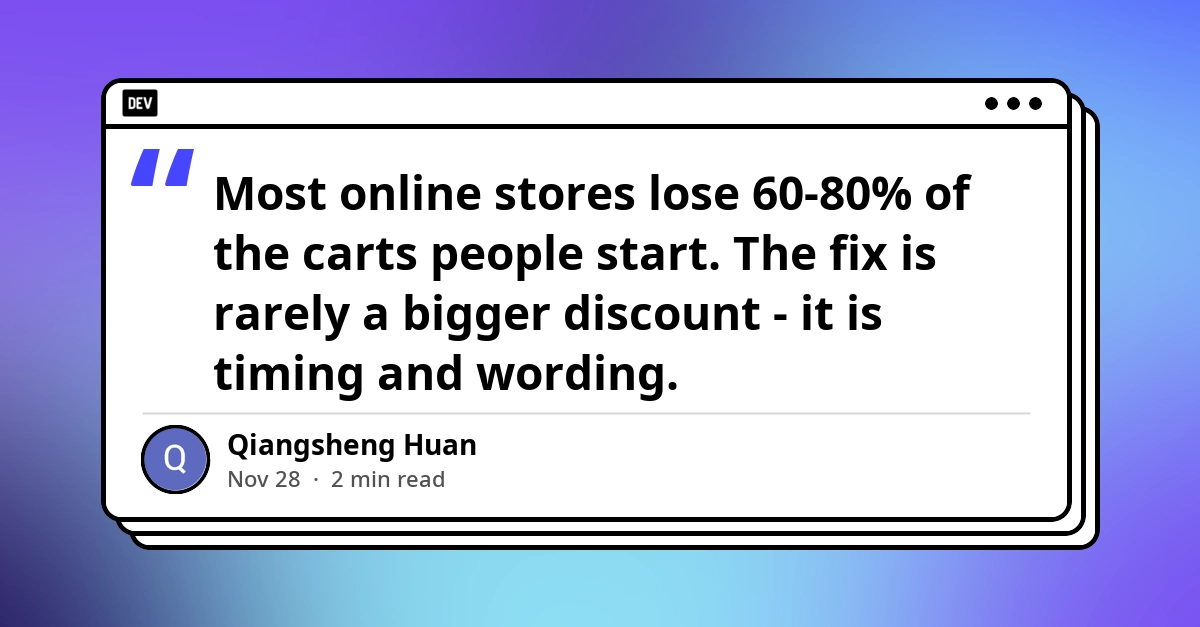 DEV
“
Most online stores lose 60-80% of
the carts people start. The fix is
rarely a bigger discount - it is
timing and wording.
Q
Qiangsheng Huan
Nov 28 · 2 min read